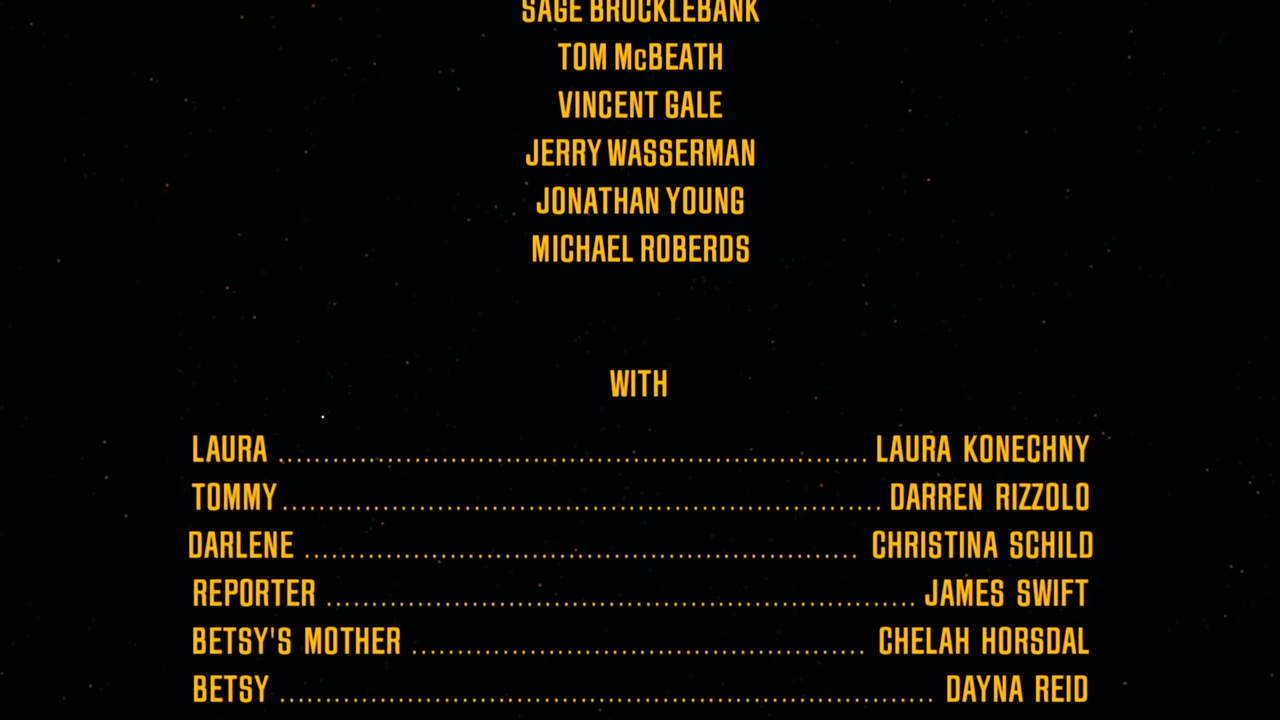 SAGE BROCKLEBANK
TOM McBEATH
VINCENT GALE
JERRY WASSERMAN
JONATHAN YOUNG
MICHAEL ROBERDS
WITH
LAURA ........................................................ LAURA KONECHNY
TOMMY ........................................................ DARREN RIZZOLO
DARLENE ..................................................... CHRISTINA SCHILD
REPORTER ........................................................ JAMES SWIFT
BETSY'S MOTHER ........................................... CHELAH HORSDAL
BETSY .............................................................. DAYNA REID